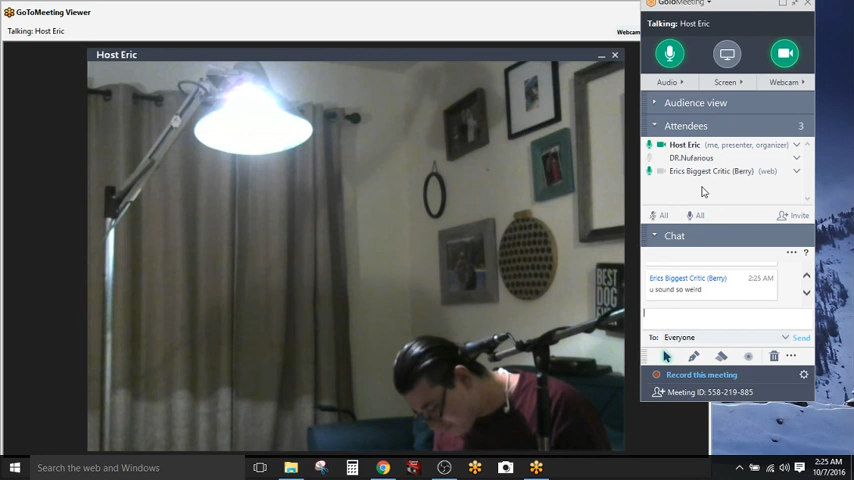 GoToMeeting Viewer
Talking: Host Eric
Webcam
Host Eric
BEST
DOG
GoToMeeting
Talking: Host Eric
Audio Screen Webcam
Audience view
Attendees 3
Host Eric (me, presenter, organizer)
DR.Nufarious
Erics Biggest Critic (Berry) (web)
All All Invite
Chat
?
Erics Biggest Critic (Berry) 2:25 AM
u sound so weird
To: Everyone Send
Record this meeting
Meeting ID: 558-219-885
Search the web and Windows
2:25 AM
10/7/2016